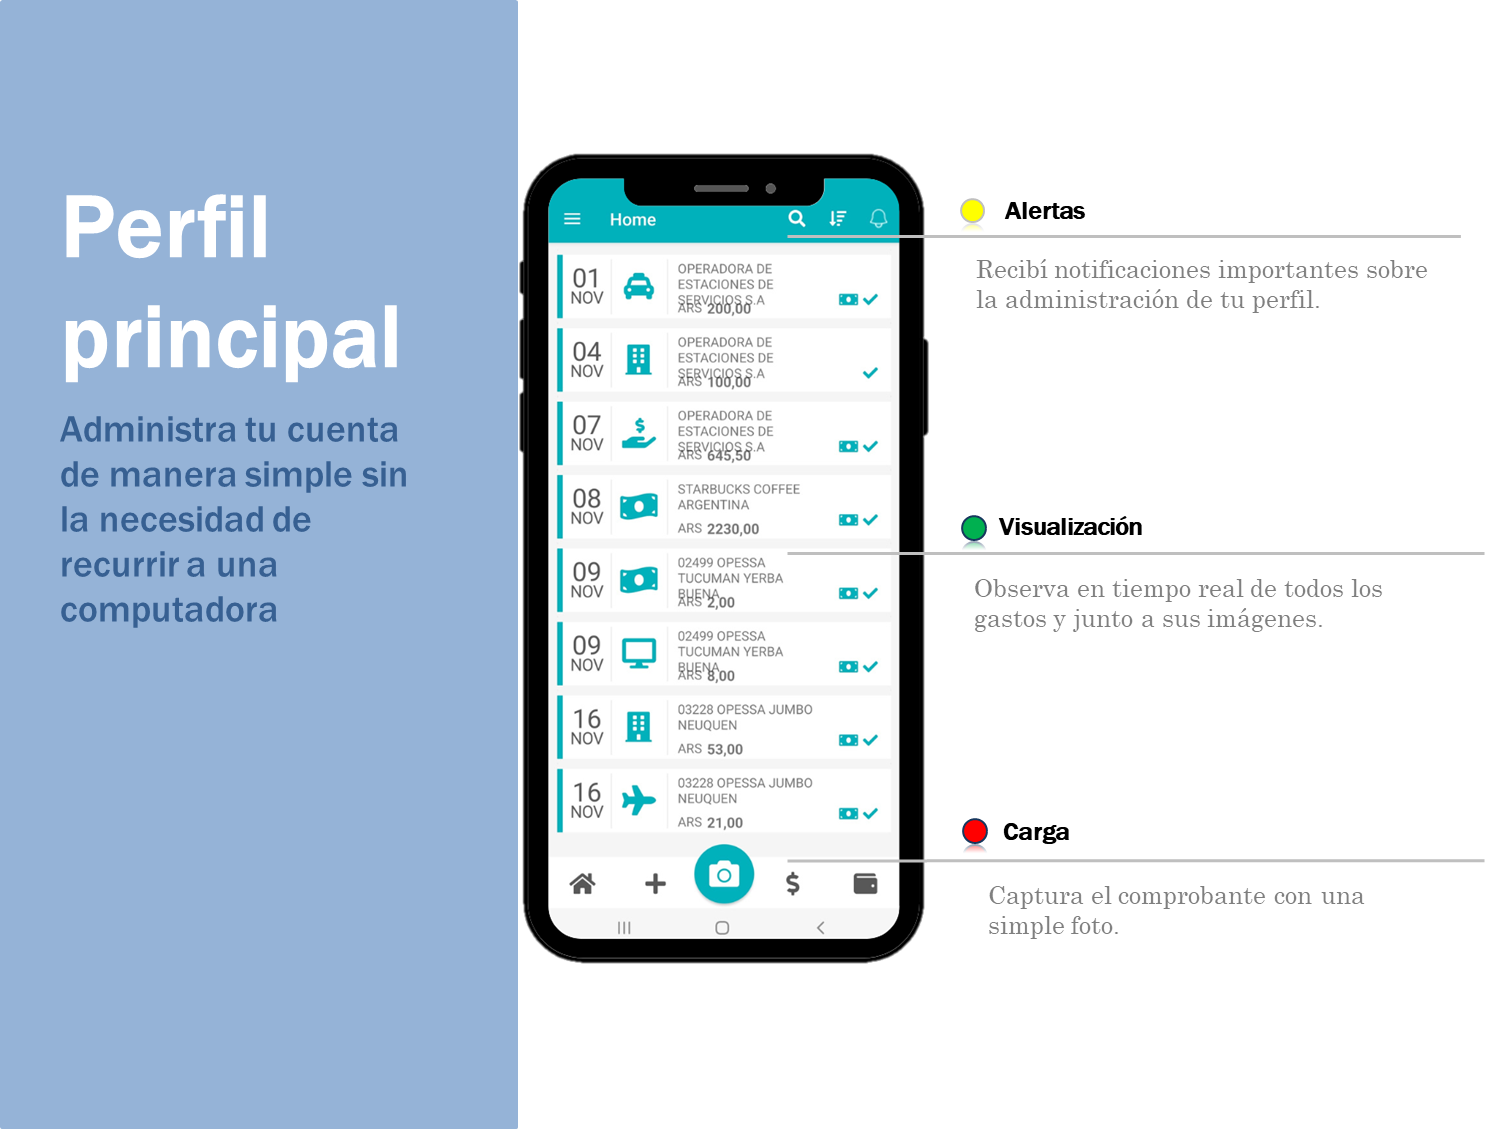 Perfil
principal
Administra tu cuenta
de manera simple sin
la necesidad de
recurrir a una
computadora
Home
01
NOV
OPERADORA DE
ESTACIONES DE
SERVICIOS S.A
ARS 200,00
04
NOV
OPERADORA DE
ESTACIONES DE
SERVICIOS S.A
ARS 100,00
07
NOV
OPERADORA DE
ESTACIONES DE
SERVICIOS S.A
ARS 645,50
08
NOV
STARBUCKS COFFEE
ARGENTINA
ARS 2230,00
09
NOV
02499 OPESSA
TUCUMAN YERBA
BUENA
ARS 2,00
09
NOV
02499 OPESSA
TUCUMAN YERBA
BUENA
ARS 8,00
16
NOV
03228 OPESSA JUMBO
NEUQUEN
ARS 53,00
16
NOV
03228 OPESSA JUMBO
NEUQUEN
ARS 21,00
Alertas
Recibí notificaciones importantes sobre
la administración de tu perfil.
Visualización
Observa en tiempo real de todos los
gastos y junto a sus imágenes.
Carga
Captura el comprobante con una
simple foto.